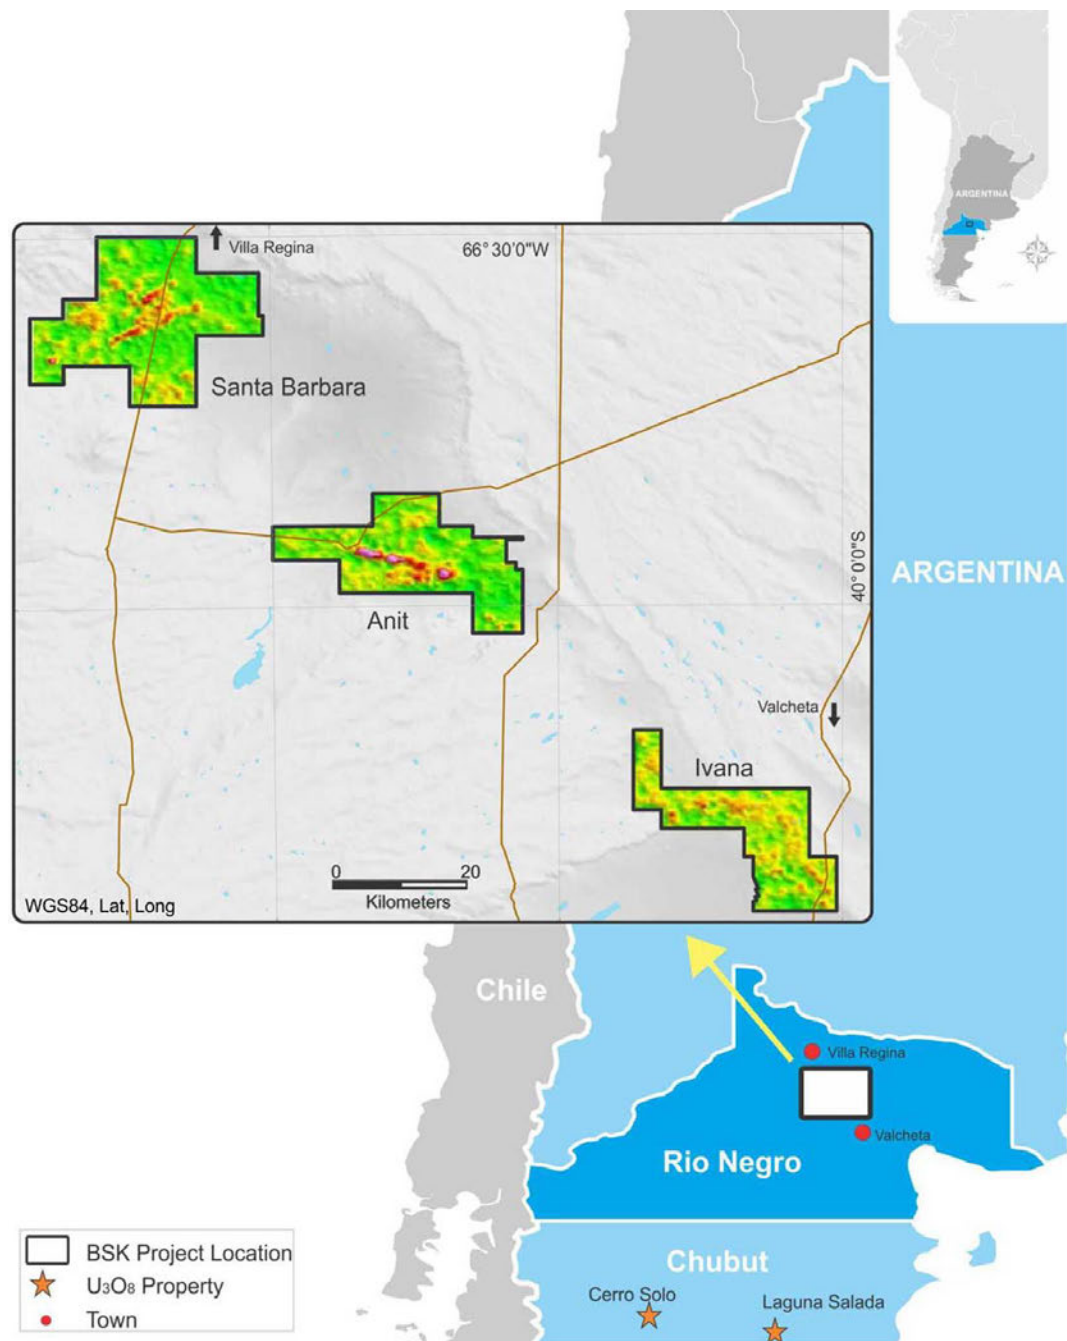 ARGENTINA
Villa Regina
66° 30'0"W
Santa Barbara
40° 0'0"S
ARGENTINA
Anit
Valcheta
Ivana
0 20
Kilometers
WGS84, Lat, Long
Chile
Villa Regina
Valcheta
Rio Negro
BSK Project Location
U₃O₈ Property
Town
Chubut
Cerro Solo
Laguna Salada